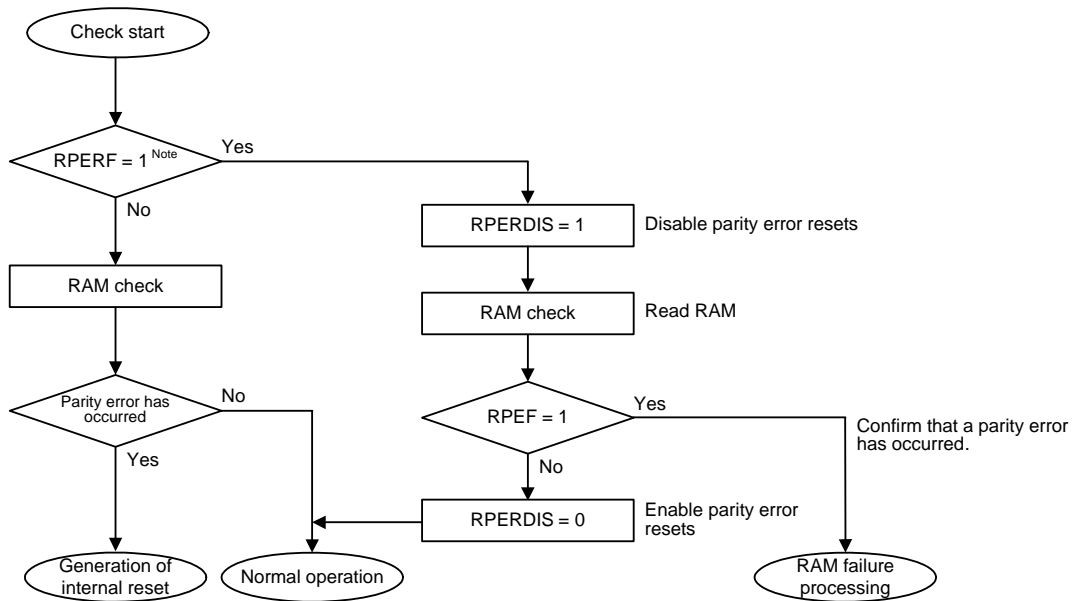 Check start
RPERF = 1 Note
Yes
No
RPERDIS = 1
Disable parity error resets
RAM check
RAM check
Read RAM
Parity error has
occurred
No
Yes
RPEF = 1
Yes
No
Confirm that a parity error
has occurred.
RPERDIS = 0
Enable parity error
resets
Generation of
internal reset
Normal operation
RAM failure
processing